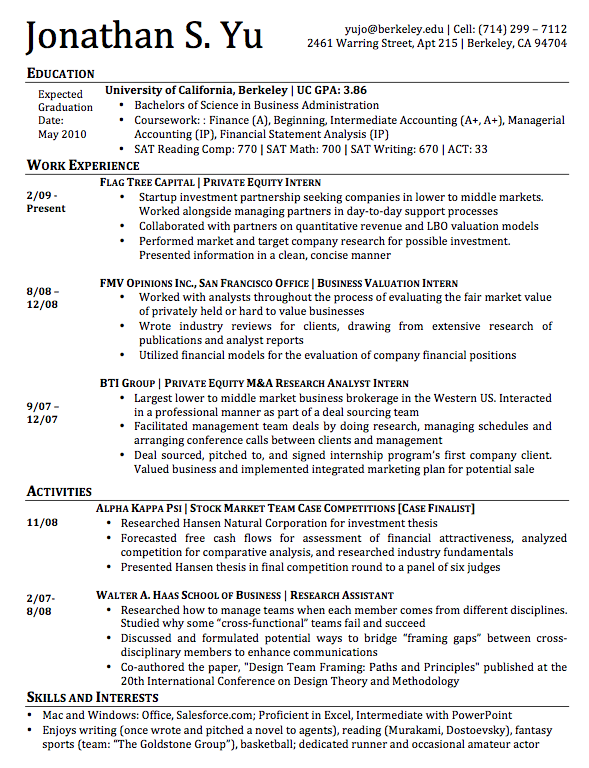 Jonathan S. Yu
yujo@berkeley.edu | Cell: (714) 299 – 7112
2461 Warring Street, Apt 215 | Berkeley, CA 94704
EDUCATION
Expected
Graduation
Date:
May 2010
University of California, Berkeley | UC GPA: 3.86
• Bachelors of Science in Business Administration
• Coursework: : Finance (A), Beginning, Intermediate Accounting (A+, A+), Managerial
Accounting (IP), Financial Statement Analysis (IP)
• SAT Reading Comp: 770 | SAT Math: 700 | SAT Writing: 670 | ACT: 33
WORK EXPERIENCE
2/09 -
Present
FLAG TREE CAPITAL | PRIVATE EQUITY INTERN
• Startup investment partnership seeking companies in lower to middle markets.
Worked alongside managing partners in day-to-day support processes
• Collaborated with partners on quantitative revenue and LBO valuation models
• Performed market and target company research for possible investment.
Presented information in a clean, concise manner
8/08 –
12/08
FMV OPINIONS INC., SAN FRANCISCO OFFICE | BUSINESS VALUATION INTERN
• Worked with analysts throughout the process of evaluating the fair market value
of privately held or hard to value businesses
• Wrote industry reviews for clients, drawing from extensive research of
publications and analyst reports
• Utilized financial models for the evaluation of company financial positions
9/07 –
12/07
BTI GROUP | PRIVATE EQUITY M&A RESEARCH ANALYST INTERN
• Largest lower to middle market business brokerage in the Western US. Interacted
in a professional manner as part of a deal sourcing team
• Facilitated management team deals by doing research, managing schedules and
arranging conference calls between clients and management
• Deal sourced, pitched to, and signed internship program's first company client.
Valued business and implemented integrated marketing plan for potential sale
ACTIVITIES
11/08
ALPHA KAPPA PSI | STOCK MARKET TEAM CASE COMPETITIONS [CASE FINALIST]
• Researched Hansen Natural Corporation for investment thesis
• Forecasted free cash flows for assessment of financial attractiveness, analyzed
competition for comparative analysis, and researched industry fundamentals
• Presented Hansen thesis in final competition round to a panel of six judges
2/07-
8/08
WALTER A. HAAS SCHOOL OF BUSINESS | RESEARCH ASSISTANT
• Researched how to manage teams when each member comes from different disciplines.
Studied why some “cross-functional” teams fail and succeed
• Discussed and formulated potential ways to bridge “framing gaps” between cross-
disciplinary members to enhance communications
• Co-authored the paper, "Design Team Framing: Paths and Principles" published at the
20th International Conference on Design Theory and Methodology
SKILLS AND INTERESTS
• Mac and Windows: Office, Salesforce.com; Proficient in Excel, Intermediate with PowerPoint
• Enjoys writing (once wrote and pitched a novel to agents), reading (Murakami, Dostoevsky), fantasy
sports (team: “The Goldstone Group”), basketball; dedicated runner and occasional amateur actor